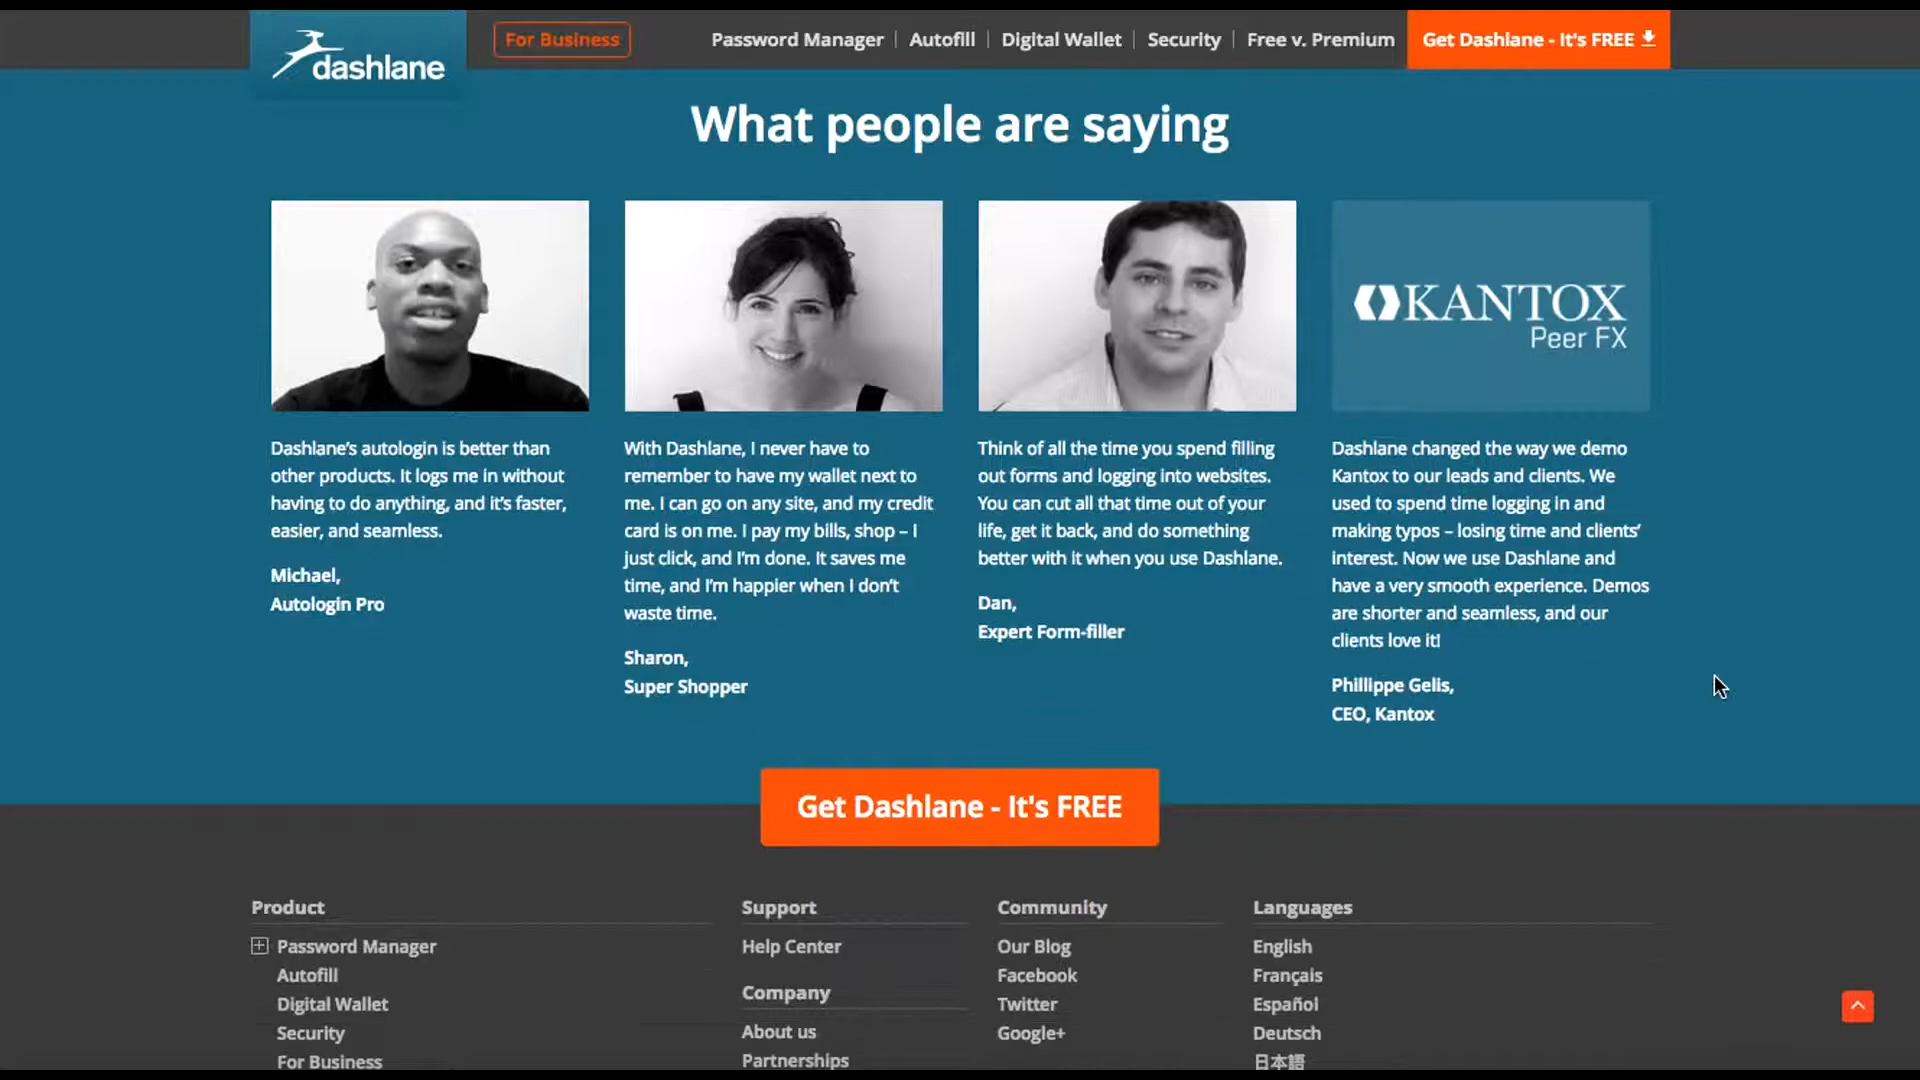 dashlane
For Business
Password Manager
Autofill
Digital Wallet
Security
Free v. Premium
Get Dashlane - It's FREE
What people are saying
KANTOX
Peer FX
Dashlane’s autologin is better than
other products. It logs me in without
having to do anything, and it’s faster,
easier, and seamless.
Michael,
Autologin Pro
With Dashlane, I never have to
remember to have my wallet next to
me. I can go on any site, and my credit
card is on me. I pay my bills, shop – I
just click, and I’m done. It saves me
time, and I’m happier when I don’t
waste time.
Sharon,
Super Shopper
Think of all the time you spend filling
out forms and logging into websites.
You can cut all that time out of your
life, get it back, and do something
better with it when you use Dashlane.
Dan,
Expert Form-filler
Dashlane changed the way we demo
Kantox to our leads and clients. We
used to spend time logging in and
making typos – losing time and clients’
interest. Now we use Dashlane and
have a very smooth experience. Demos
are shorter and seamless, and our
clients love it!
Phillippe Gelis,
CEO, Kantox
Get Dashlane - It's FREE
Product
Password Manager
Autofill
Digital Wallet
Security
For Business
Support
Help Center
Company
About us
Partnerships
Community
Our Blog
Facebook
Twitter
Google+
Languages
English
Français
Español
Deutsch
日本語